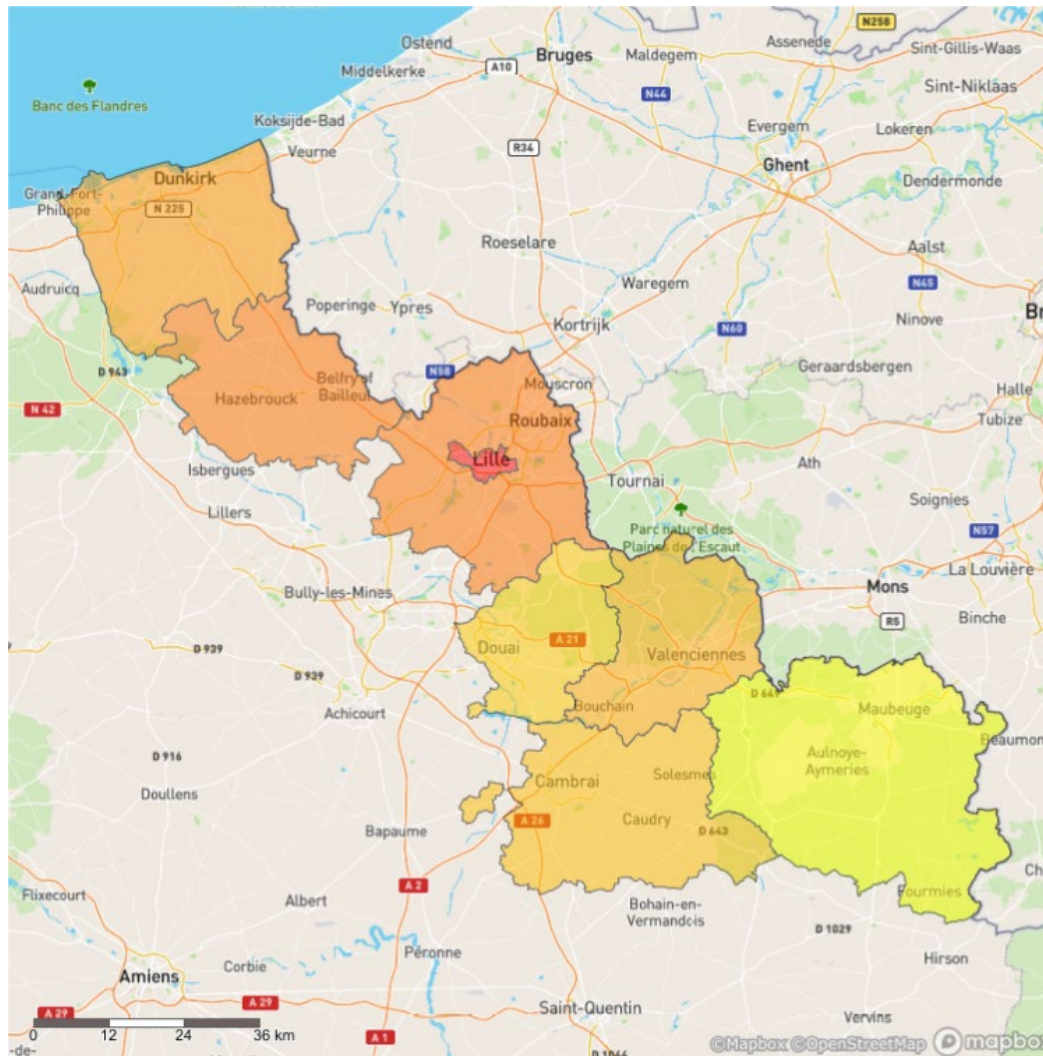 N258
Ostend
Bruges
Maldegem
Assenede
Sint-Gillis-Waas
A10
Middelkerke
Sint-Niklaas
Banc des Flandres
N44
Koksijde-Bad
Evergem
Lokeren
Veurne
R34
Ghent
Dunkirk
Dendermonde
Grand-Fort-
Philippe
N 225
Roeselare
Aalst
Audruicq
Waregem
N45
Poperinge
Ypres
Kortrijk
N60
Ninove
Br
D 943
N58
Geraardsbergen
Belfry of
Bailleul
Mouscron
Halle
Hazebrouck
N 42
Roubaix
Tubize
Isbergues
Lille
Ath
Tournai
Soignies
Lillers
Parc naturel des
Plaines de l'Escaut
N57
La Louvière
Bully-les-Mines
Mons
Binche
R5
D 939
Douai
A 21
Valenciennes
D 939
D 649
Achicourt
Bouchain
Maubeuge
Beaumon
D 916
Aulnoye-
Aymeries
Solesmes
Cambrai
Doullens
A 26
Caudry
D 643
Bapaume
Ch
A 2
Flixecourt
Albert
Fourmies
Bohain-en-
Vermandois
D 1029
Péronne
Hirson
Corbie
Amiens
A 29
A 29
Saint-Quentin
0 12 24 36 km
Vervins
A 1
-de-
D 1044
©Mapbox ©OpenStreetMap
mapbo